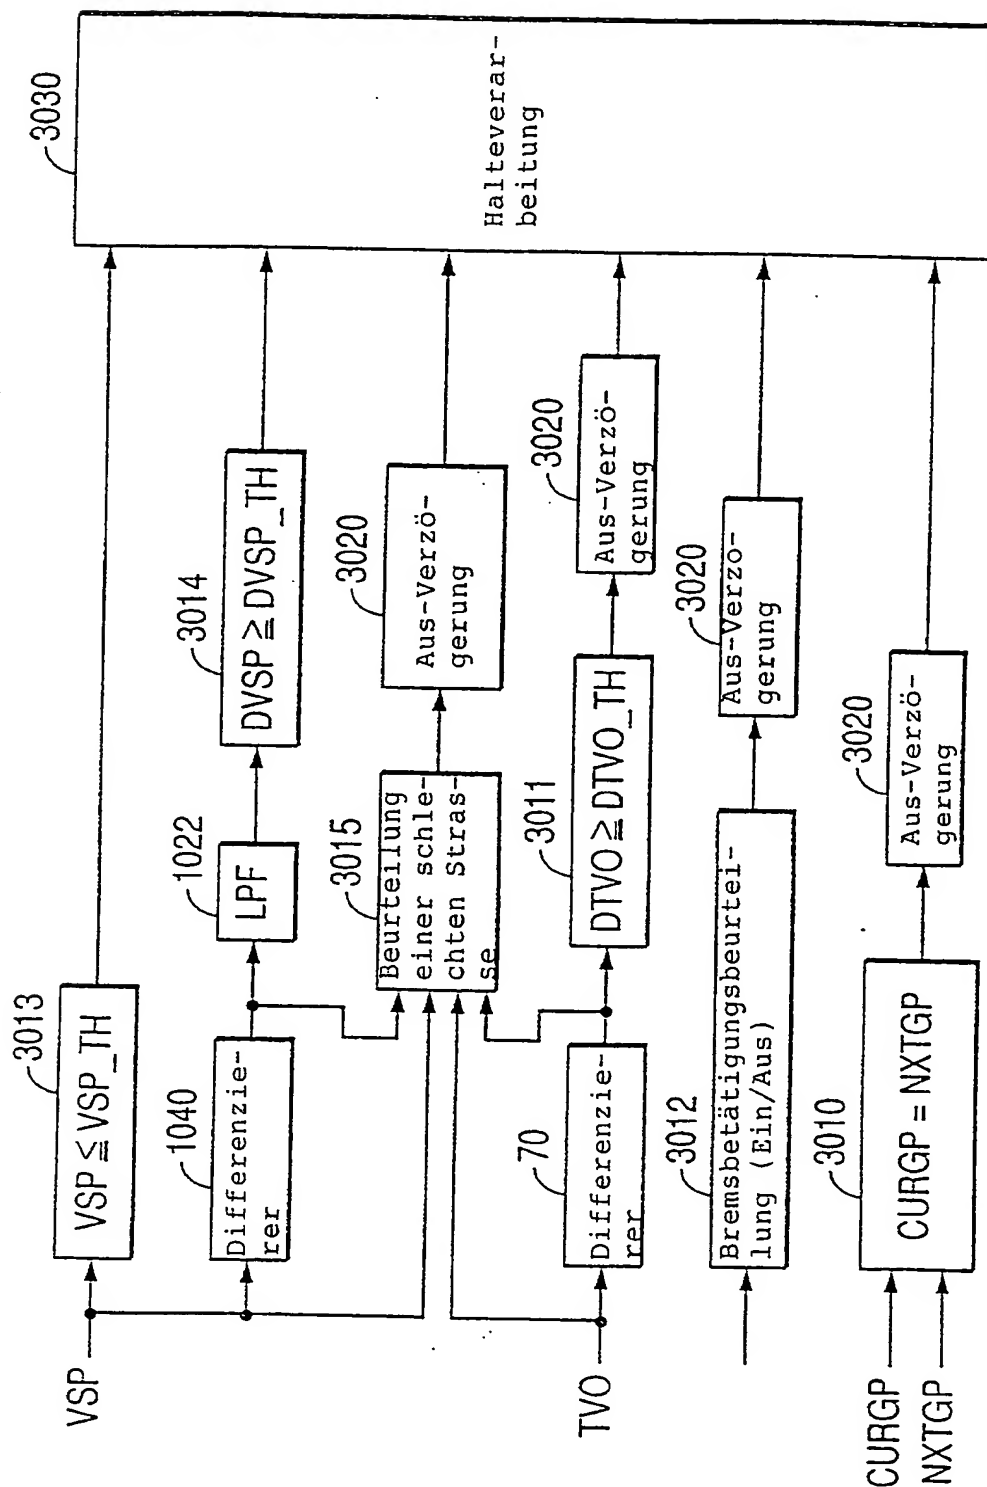 VSP
3013
VSP ≦ VSP_TH
1040
Differenzie-
rer
1022
LPF
3014
DVSP ≧ DVSP_TH
3015
Beurteilung
einer schle-
chten Stras-
se
3020
Aus-Verzö-
gerung
TVO
70
Differenzie-
rer
3011
DTVO ≧ DTVO_TH
3020
Aus-Verzö-
gerung
3012
Bremsbetätigungsbeurtei-
lung (Ein/Aus)
3020
Aus-Verzo-
gerung
CURGP
NXTGP
3010
CURGP = NXTGP
3020
Aus-Verzö-
gerung
3030
Halteverar-
beitung